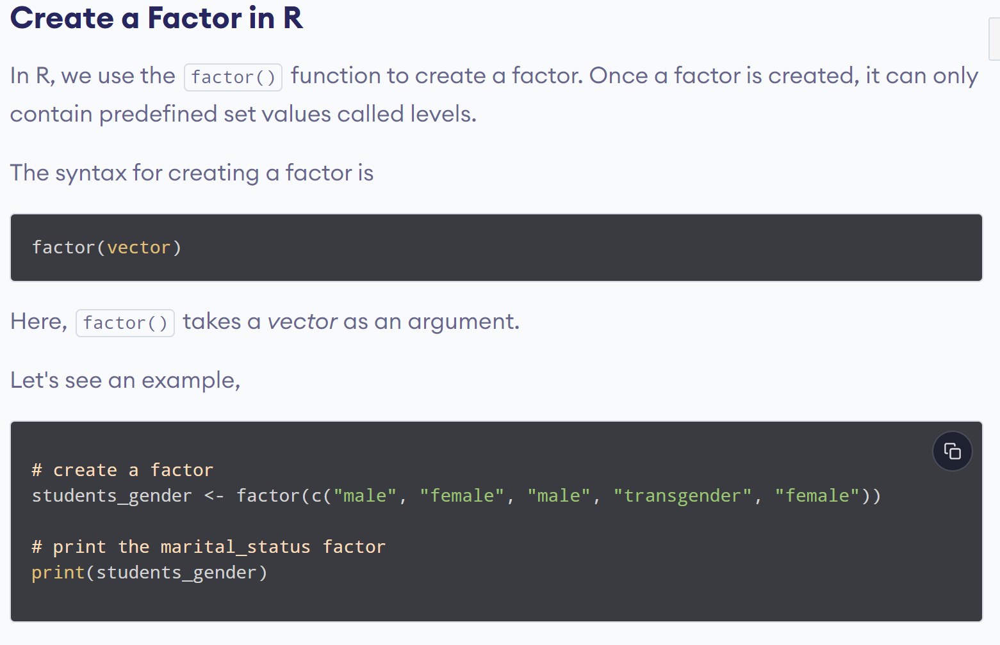 Create a Factor in R
In R, we use the factor() function to create a factor. Once a factor is created, it can only
contain predefined set values called levels.
The syntax for creating a factor is
factor(vector)
Here, factor() takes a vector as an argument.
Let's see an example,
# create a factor
students_gender <- factor(c("male", "female", "male", "transgender", "female"))
# print the marital_status factor
print(students_gender)